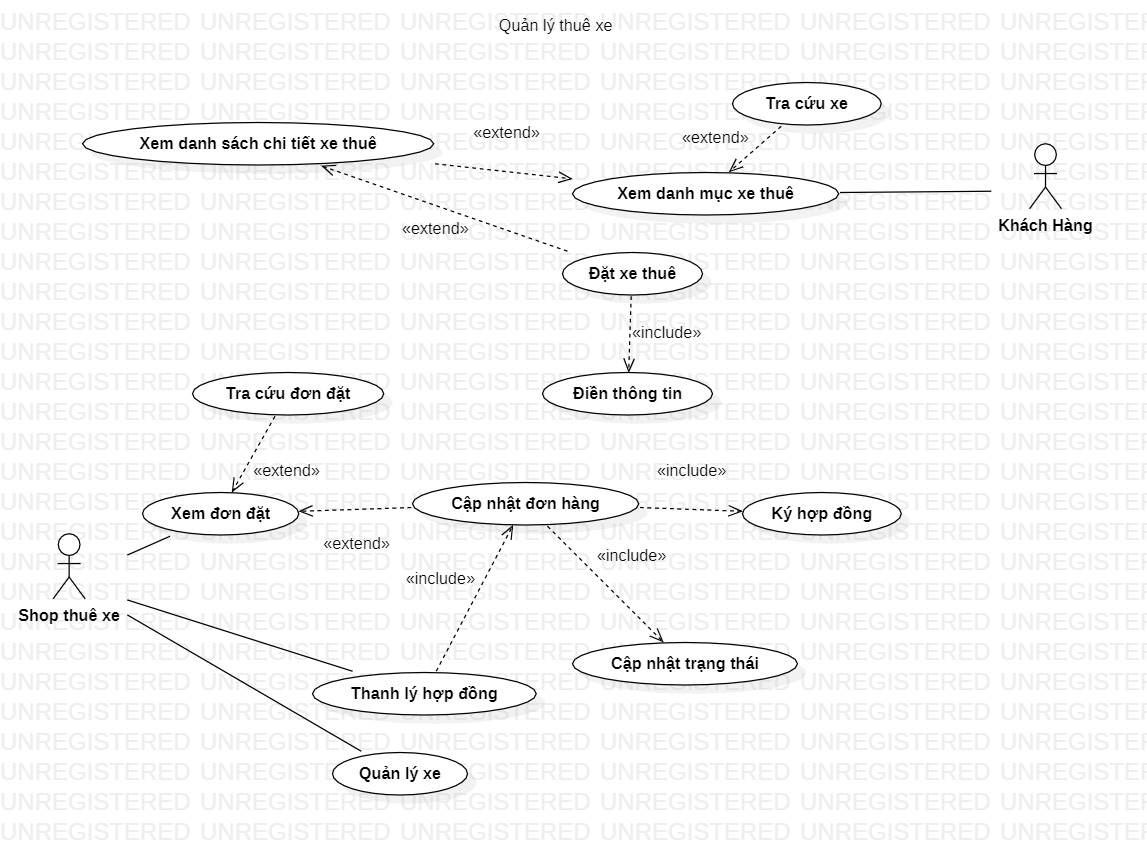 Quản lý thuê xe
Tra cứu xe
Xem danh sách chi tiết xe thuê
«extend»
«extend»
Xem danh mục xe thuê
Khách Hàng
«extend»
Đặt xe thuê
«include»
Tra cứu đơn đặt
Điền thông tin
«extend»
«include»
Xem đơn đặt
Cập nhật đơn hàng
Ký hợp đồng
«extend»
«include»
«include»
Shop thuê xe
Cập nhật trạng thái
Thanh lý hợp đồng
Quản lý xe
UNREGISTERED